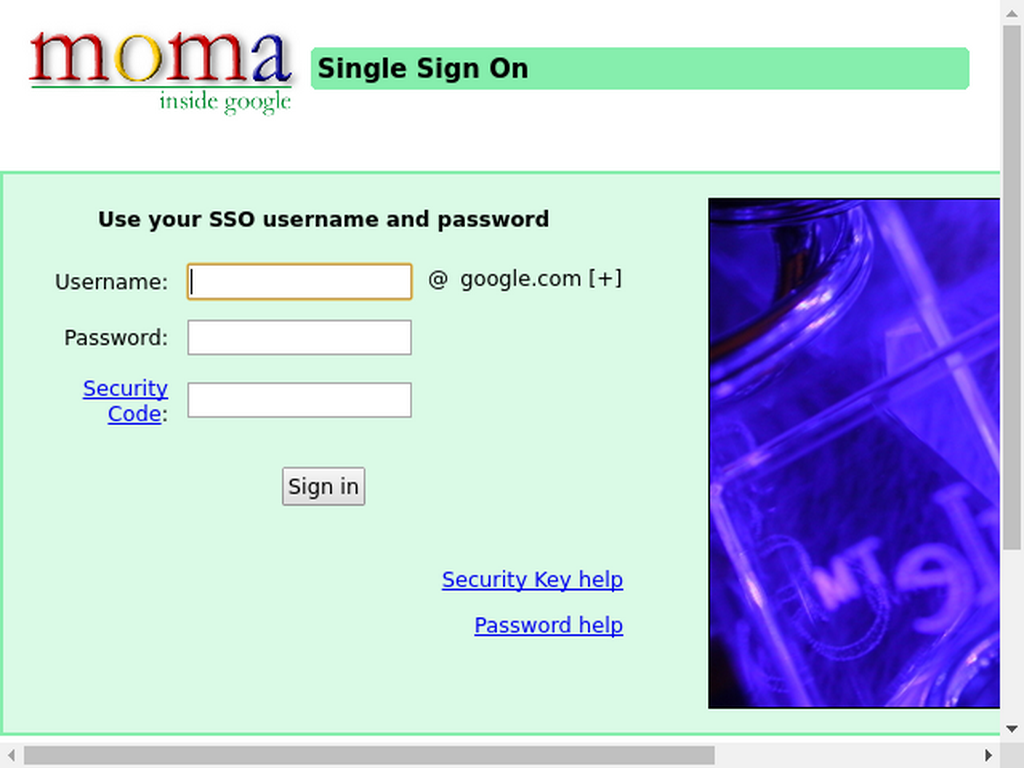 moma
inside google
Single Sign On
Use your SSO username and password
Username:
@ google.com [+]
Password:
Security
Code:
Sign in
Security Key help
Password help